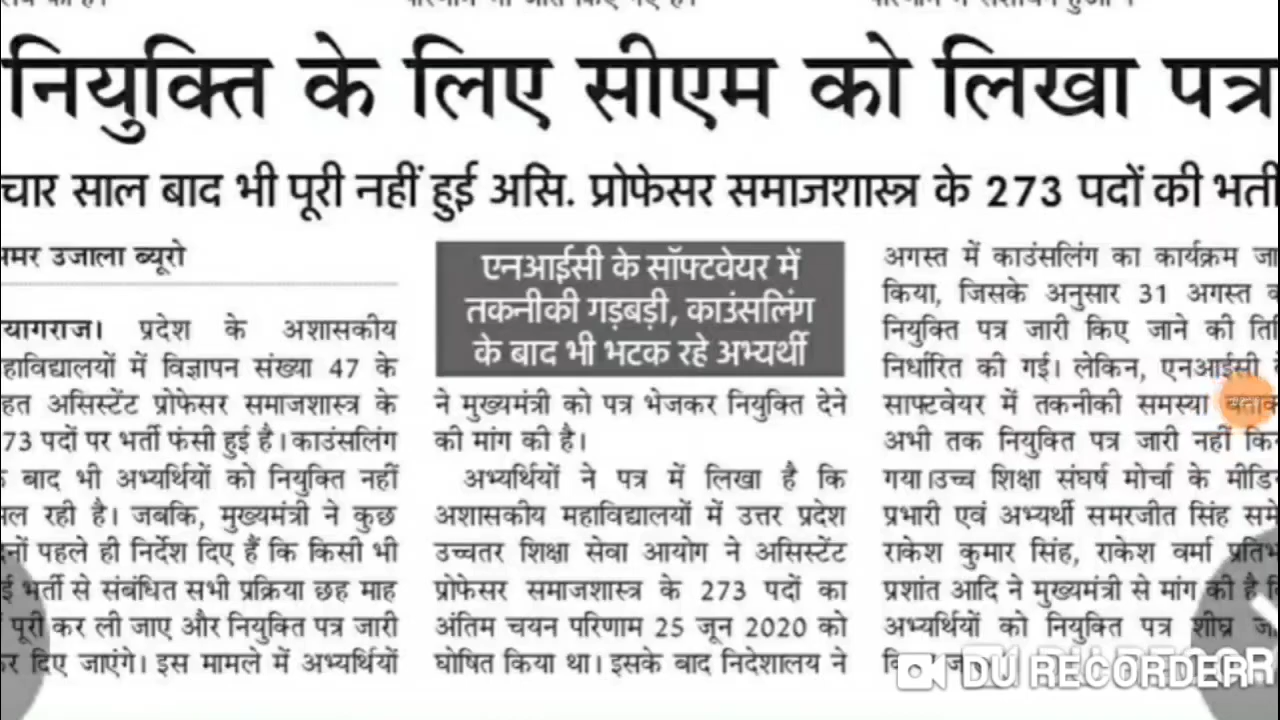 नियुक्ति के लिए सीएम को लिखा पत्र
चार साल बाद भी पूरी नहीं हुई असि. प्रोफेसर समाजशास्त्र के 273 पदों की भर्ती
उजाला ब्यूरो
प्रदेश के अशासकीय
में विज्ञापन संख्या 47 के
असिस्टेंट प्रोफेसर समाजशास्त्र के
73 पदों पर भर्ती फंसी हुई है। काउंसलिंग
बाद भी अभ्यर्थियों को नियुक्ति नहीं
रही है। जबकि, मुख्यमंत्री ने कुछ
पहले ही निर्देश दिए हैं कि किसी भी
भर्ती से संबंधित सभी प्रक्रिया छह माह
पूरी कर ली जाए और नियुक्ति पत्र जारी
दिए जाएंगे। इस मामले में अभ्यर्थियों
एनआईसी के सॉफ्टवेयर में
तकनीकी गड़बड़ी, काउंसलिंग
के बाद भी भटक रहे अभ्यर्थी
ने मुख्यमंत्री को पत्र भेजकर नियुक्ति देने
की मांग की है।
अभ्यर्थियों ने पत्र में लिखा है कि
अशासकीय महाविद्यालयों में उत्तर प्रदेश
उच्चतर शिक्षा सेवा आयोग ने असिस्टेंट
प्रोफेसर समाजशास्त्र के 273 पदों का
अंतिम चयन परिणाम 25 जून 2020 को
घोषित किया था। इसके बाद निदेशालय ने
अगस्त में काउंसलिंग का कार्यक्रम
किया, जिसके अनुसार 31 अगस्त
नियुक्ति पत्र जारी किए जाने की
निर्धारित की गई। लेकिन, एनआईसी
साफ्टवेयर में तकनीकी समस्या
अभी तक नियुक्ति पत्र जारी नहीं
गया।उच्च शिक्षा संघर्ष मोर्चा के
प्रभारी एवं अभ्यर्थी समरजीत सिंह
राकेश कुमार सिंह, राकेश वर्मा
प्रशांत आदि ने मुख्यमंत्री से मांग की है
अभ्यर्थियों को नियुक्ति पत्र शीघ्र
DU RECORDER